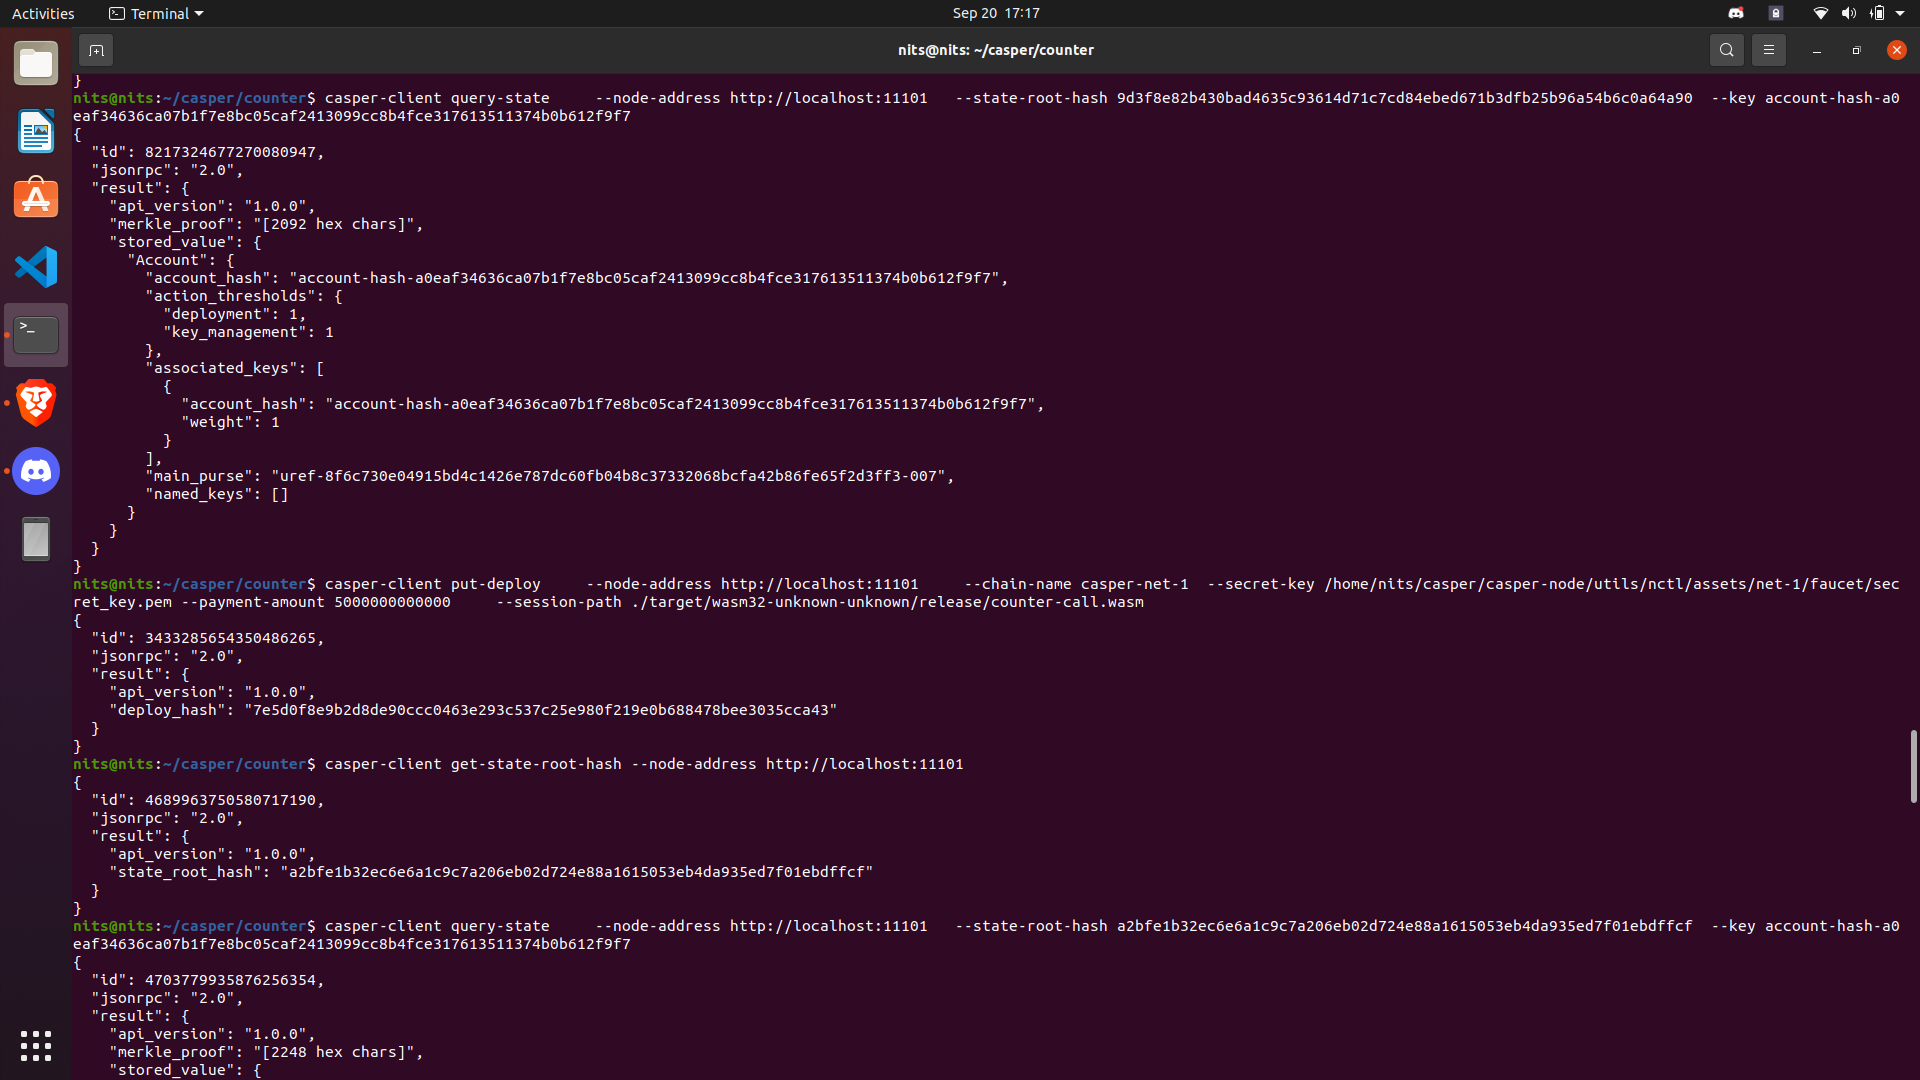 Activities Terminal Sep 20 17:17
nits@nits: ~/casper/counter
}
nits@nits:~/casper/counter$ casper-client query-state     --node-address http://localhost:11101   --state-root-hash 9d3f8e82b430bad4635c93614d71c7cd84ebed671b3dfb25b96a54b6c0a64a90  --key account-hash-a0
eaf34636ca07b1f7e8bc05caf2413099cc8b4fce317613511374b0b612f9f7
{
  "id": 8217324677270080947,
  "jsonrpc": "2.0",
  "result": {
    "api_version": "1.0.0",
    "merkle_proof": "[2092 hex chars]",
    "stored_value": {
      "Account": {
        "account_hash": "account-hash-a0eaf34636ca07b1f7e8bc05caf2413099cc8b4fce317613511374b0b612f9f7",
        "action_thresholds": {
          "deployment": 1,
          "key_management": 1
        },
        "associated_keys": [
          {
            "account_hash": "account-hash-a0eaf34636ca07b1f7e8bc05caf2413099cc8b4fce317613511374b0b612f9f7",
            "weight": 1
          }
        ],
        "main_purse": "uref-8f6c730e04915bd4c1426e787dc60fb04b8c37332068bcfa42b86fe65f2d3ff3-007",
        "named_keys": []
      }
    }
  }
}
nits@nits:~/casper/counter$ casper-client put-deploy     --node-address http://localhost:11101     --chain-name casper-net-1  --secret-key /home/nits/casper/casper-node/utils/nctl/assets/net-1/faucet/sec
ret_key.pem --payment-amount 5000000000000     --session-path ./target/wasm32-unknown-unknown/release/counter-call.wasm
{
  "id": 3433285654350486265,
  "jsonrpc": "2.0",
  "result": {
    "api_version": "1.0.0",
    "deploy_hash": "7e5d0f8e9b2d8de90ccc0463e293c537c25e980f219e0b688478bee3035cca43"
  }
}
nits@nits:~/casper/counter$ casper-client get-state-root-hash --node-address http://localhost:11101
{
  "id": 4689963750580717190,
  "jsonrpc": "2.0",
  "result": {
    "api_version": "1.0.0",
    "state_root_hash": "a2bfe1b32ec6e6a1c9c7a206eb02d724e88a1615053eb4da935ed7f01ebdffcf"
  }
}
nits@nits:~/casper/counter$ casper-client query-state     --node-address http://localhost:11101   --state-root-hash a2bfe1b32ec6e6a1c9c7a206eb02d724e88a1615053eb4da935ed7f01ebdffcf  --key account-hash-a0
eaf34636ca07b1f7e8bc05caf2413099cc8b4fce317613511374b0b612f9f7
{
  "id": 4703779935876256354,
  "jsonrpc": "2.0",
  "result": {
    "api_version": "1.0.0",
    "merkle_proof": "[2248 hex chars]",
    "stored_value": {